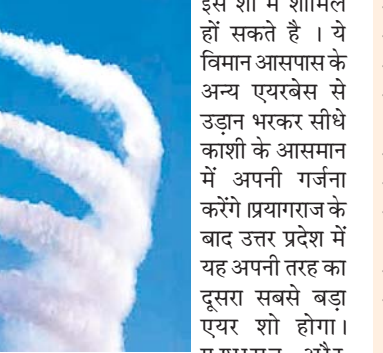 इस शो में शामिल
हों सकते है । ये
विमान आसपास के
अन्य एयरबेस से
उड़ान भरकर सीधे
काशी के आसमान
में अपनी गर्जना
करेंगे ।प्रयागराज के
बाद उत्तर प्रदेश में
यह अपनी तरह का
दूसरा सबसे बड़ा
एयर शो होगा।